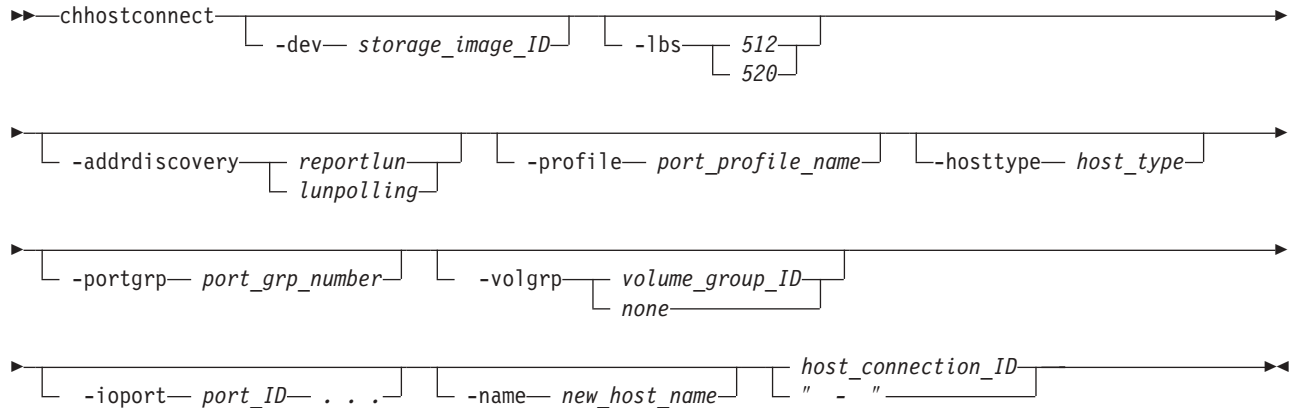 chhostconnect -dev storage_image_ID -lbs 512
520
-addrdiscovery reportlun -profile port_profile_name -hosttype host_type
lunpolling
-portgrp port_grp_number -volgrp volume_group_ID
none
host_connection_ID
-ioport port_ID . . . -name new_host_name " - "